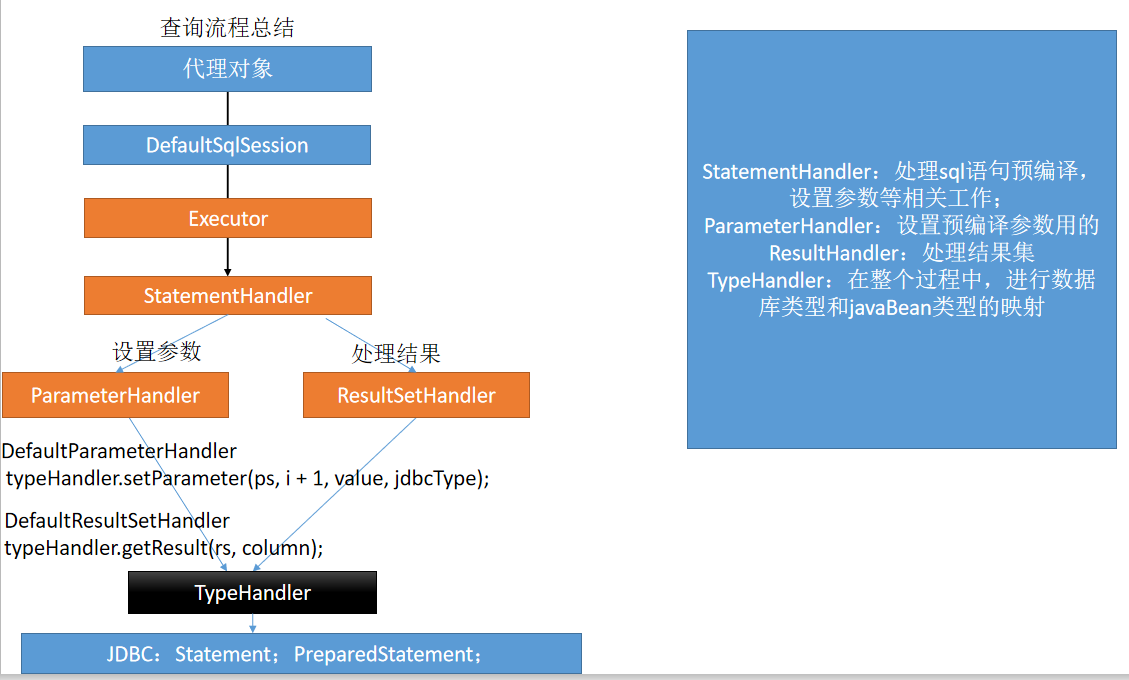 查询流程总结
代理对象
DefaultSqlSession
Executor
StatementHandler
设置参数
处理结果
ParameterHandler
ResultSetHandler
DefaultParameterHandler
typeHandler.setParameter(ps, i + 1, value, jdbcType);
DefaultResultSetHandler
typeHandler.getResult(rs, column);
TypeHandler
JDBC：Statement；PreparedStatement；
StatementHandler：处理sql语句预编译，
设置参数等相关工作；
ParameterHandler：设置预编译参数用的
ResultHandler：处理结果集
TypeHandler：在整个过程中，进行数据
库类型和javaBean类型的映射